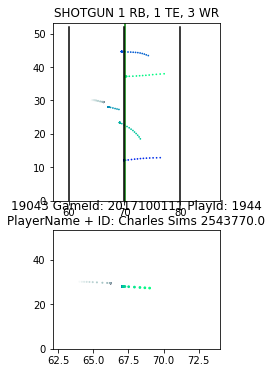 SHOTGUN 1 RB, 1 TE, 3 WR
50
40
30
20
10
0
60 70 80
19043 GameId: 2017100111 PlayId: 1944
PlayerName + ID: Charles Sims 2543770.0
40
20
0
62.5 65.0 67.5 70.0 72.5